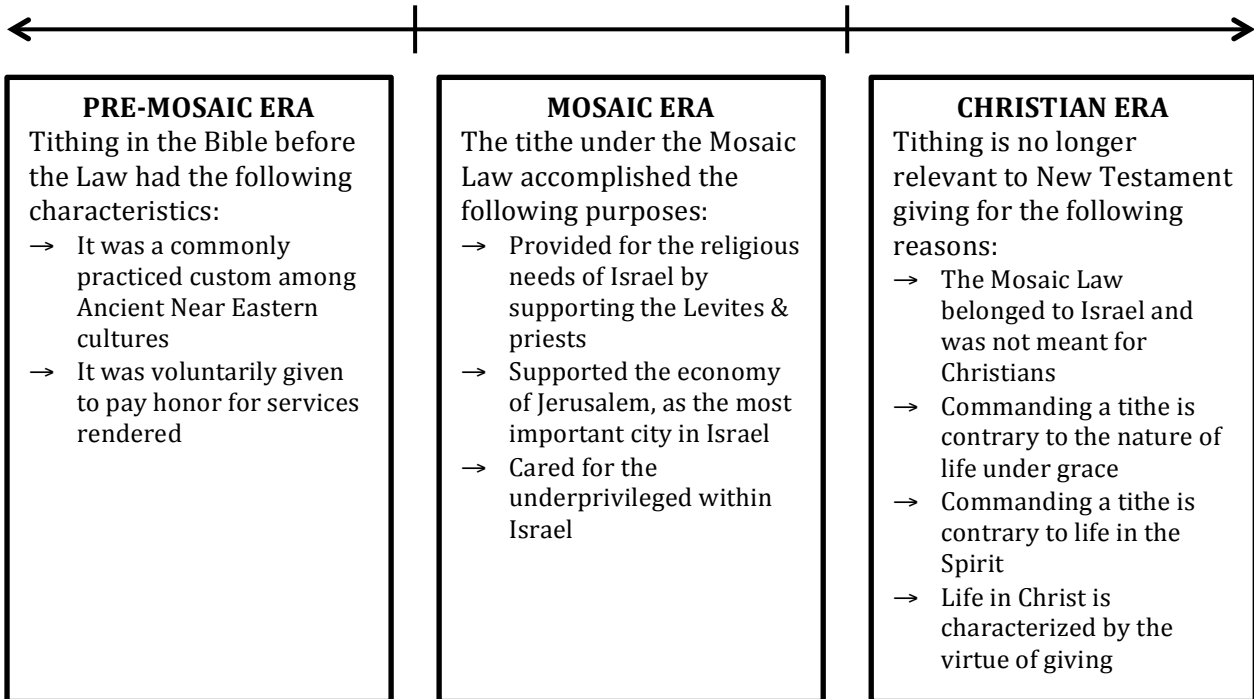 PRE-MOSAIC ERA
Tithing in the Bible before
the Law had the following
characteristics:
→ It was a commonly
practiced custom among
Ancient Near Eastern
cultures
→ It was voluntarily given
to pay honor for services
rendered
MOSAIC ERA
The tithe under the Mosaic
Law accomplished the
following purposes:
→ Provided for the religious
needs of Israel by
supporting the Levites &
priests
→ Supported the economy
of Jerusalem, as the most
important city in Israel
→ Cared for the
underprivileged within
Israel
CHRISTIAN ERA
Tithing is no longer
relevant to New Testament
giving for the following
reasons:
→ The Mosaic Law
belonged to Israel and
was not meant for
Christians
→ Commanding a tithe is
contrary to the nature of
life under grace
→ Commanding a tithe is
contrary to life in the
Spirit
→ Life in Christ is
characterized by the
virtue of giving